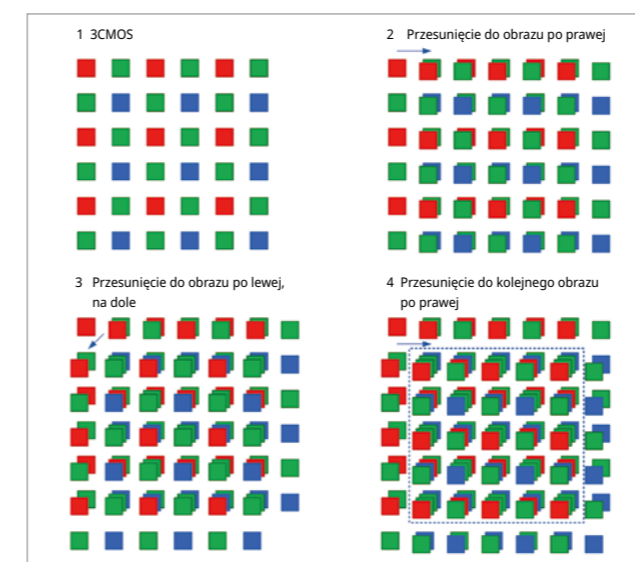 1 3CMOS
2 Przesunięcie do obrazu po prawej
3 Przesunięcie do obrazu po lewej,
na dole
4 Przesunięcie do kolejnego obrazu
po prawej